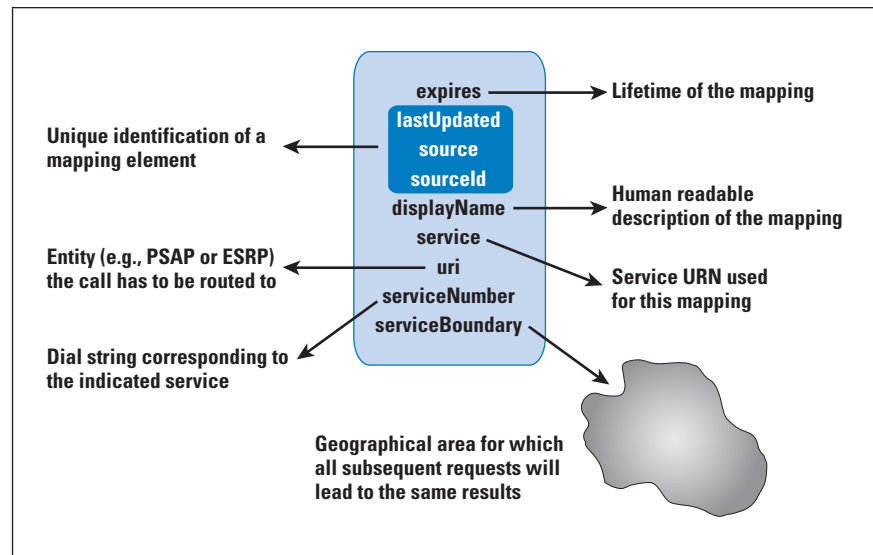 expires
Lifetime of the mapping
lastUpdated
source
sourceId
Unique identification of a
mapping element
displayName
Human readable
description of the mapping
service
Service URN used
for this mapping
uri
Entity (e.g., PSAP or ESRP)
the call has to be routed to
serviceNumber
Dial string corresponding to
the indicated service
serviceBoundary
Geographical area for which
all subsequent requests will
lead to the same results